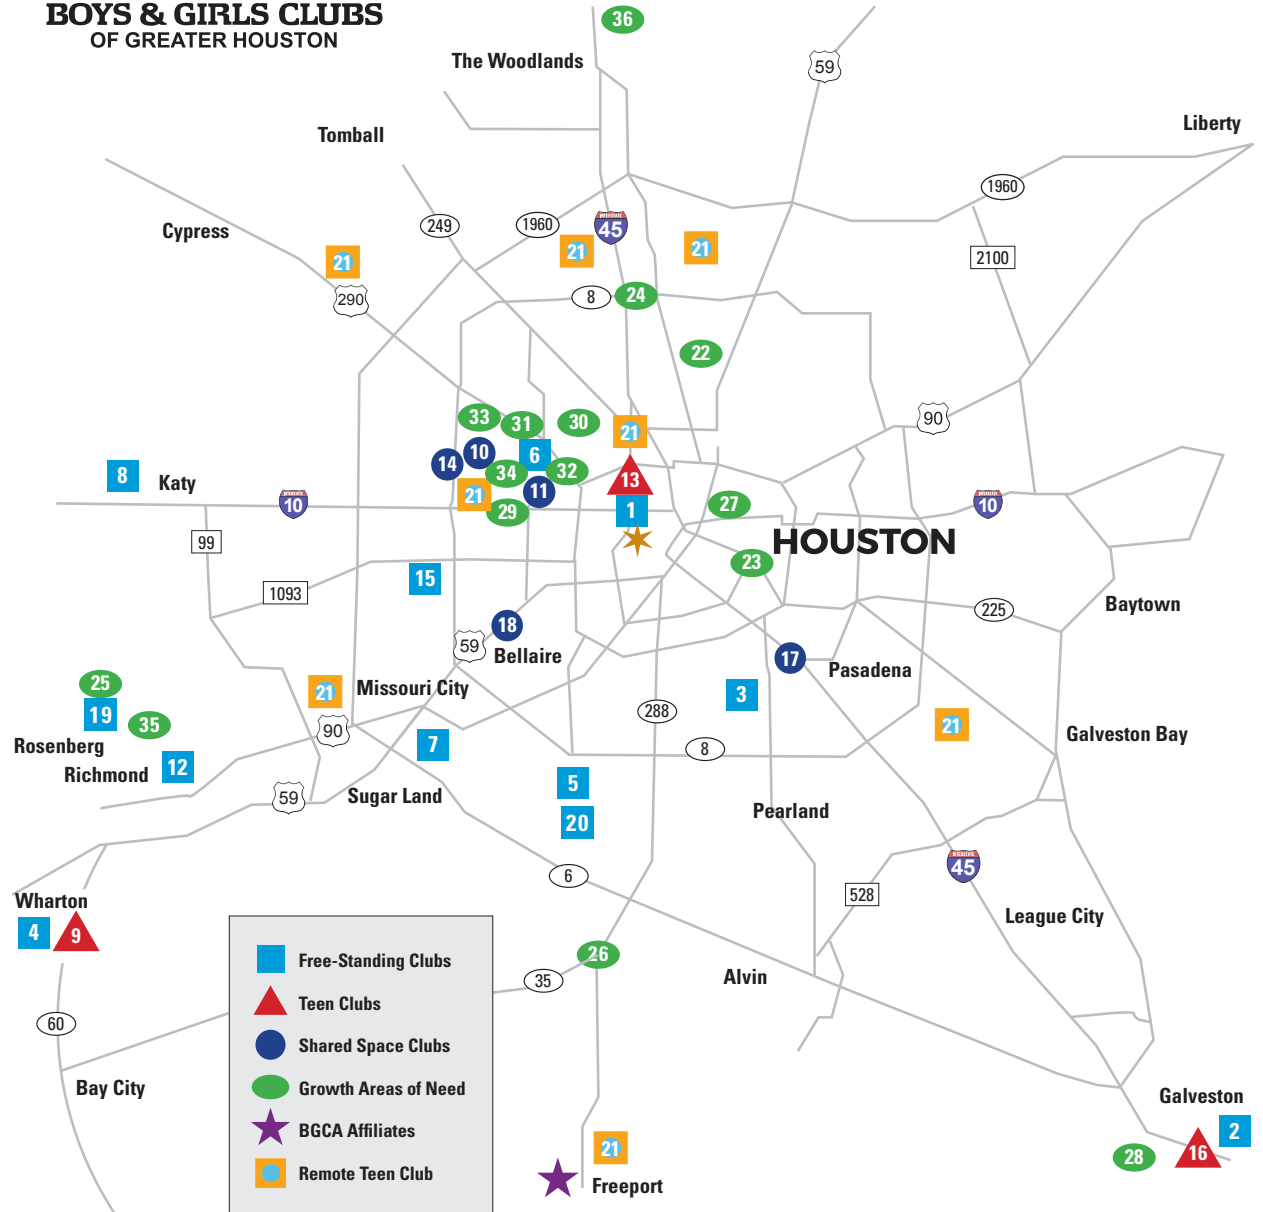 BOYS & GIRLS CLUBS
OF GREATER HOUSTON
36
The Woodlands
59
Liberty
Tomball
1960
249
1960
INTERSTATE
45
Cypress
21
21
21
2100
290
8
24
22
33
31
30
21
90
14
10
6
34
32
13
8
Katy
21
11
29
1
27
INTERSTATE
10
INTERSTATE
10
99
HOUSTON
23
15
1093
225
Baytown
18
59
Bellaire
17
Pasadena
25
21
Missouri City
3
19
35
288
21
90
7
8
Galveston Bay
Rosenberg
Richmond
12
5
59
Sugar Land
20
Pearland
6
INTERSTATE
45
528
Wharton
4
9
League City
26
35
Alvin
60
Free-Standing Clubs
Teen Clubs
Shared Space Clubs
Growth Areas of Need
BGCA Affiliates
Remote Teen Club
Bay City
Galveston
2
21
28
16
Freeport